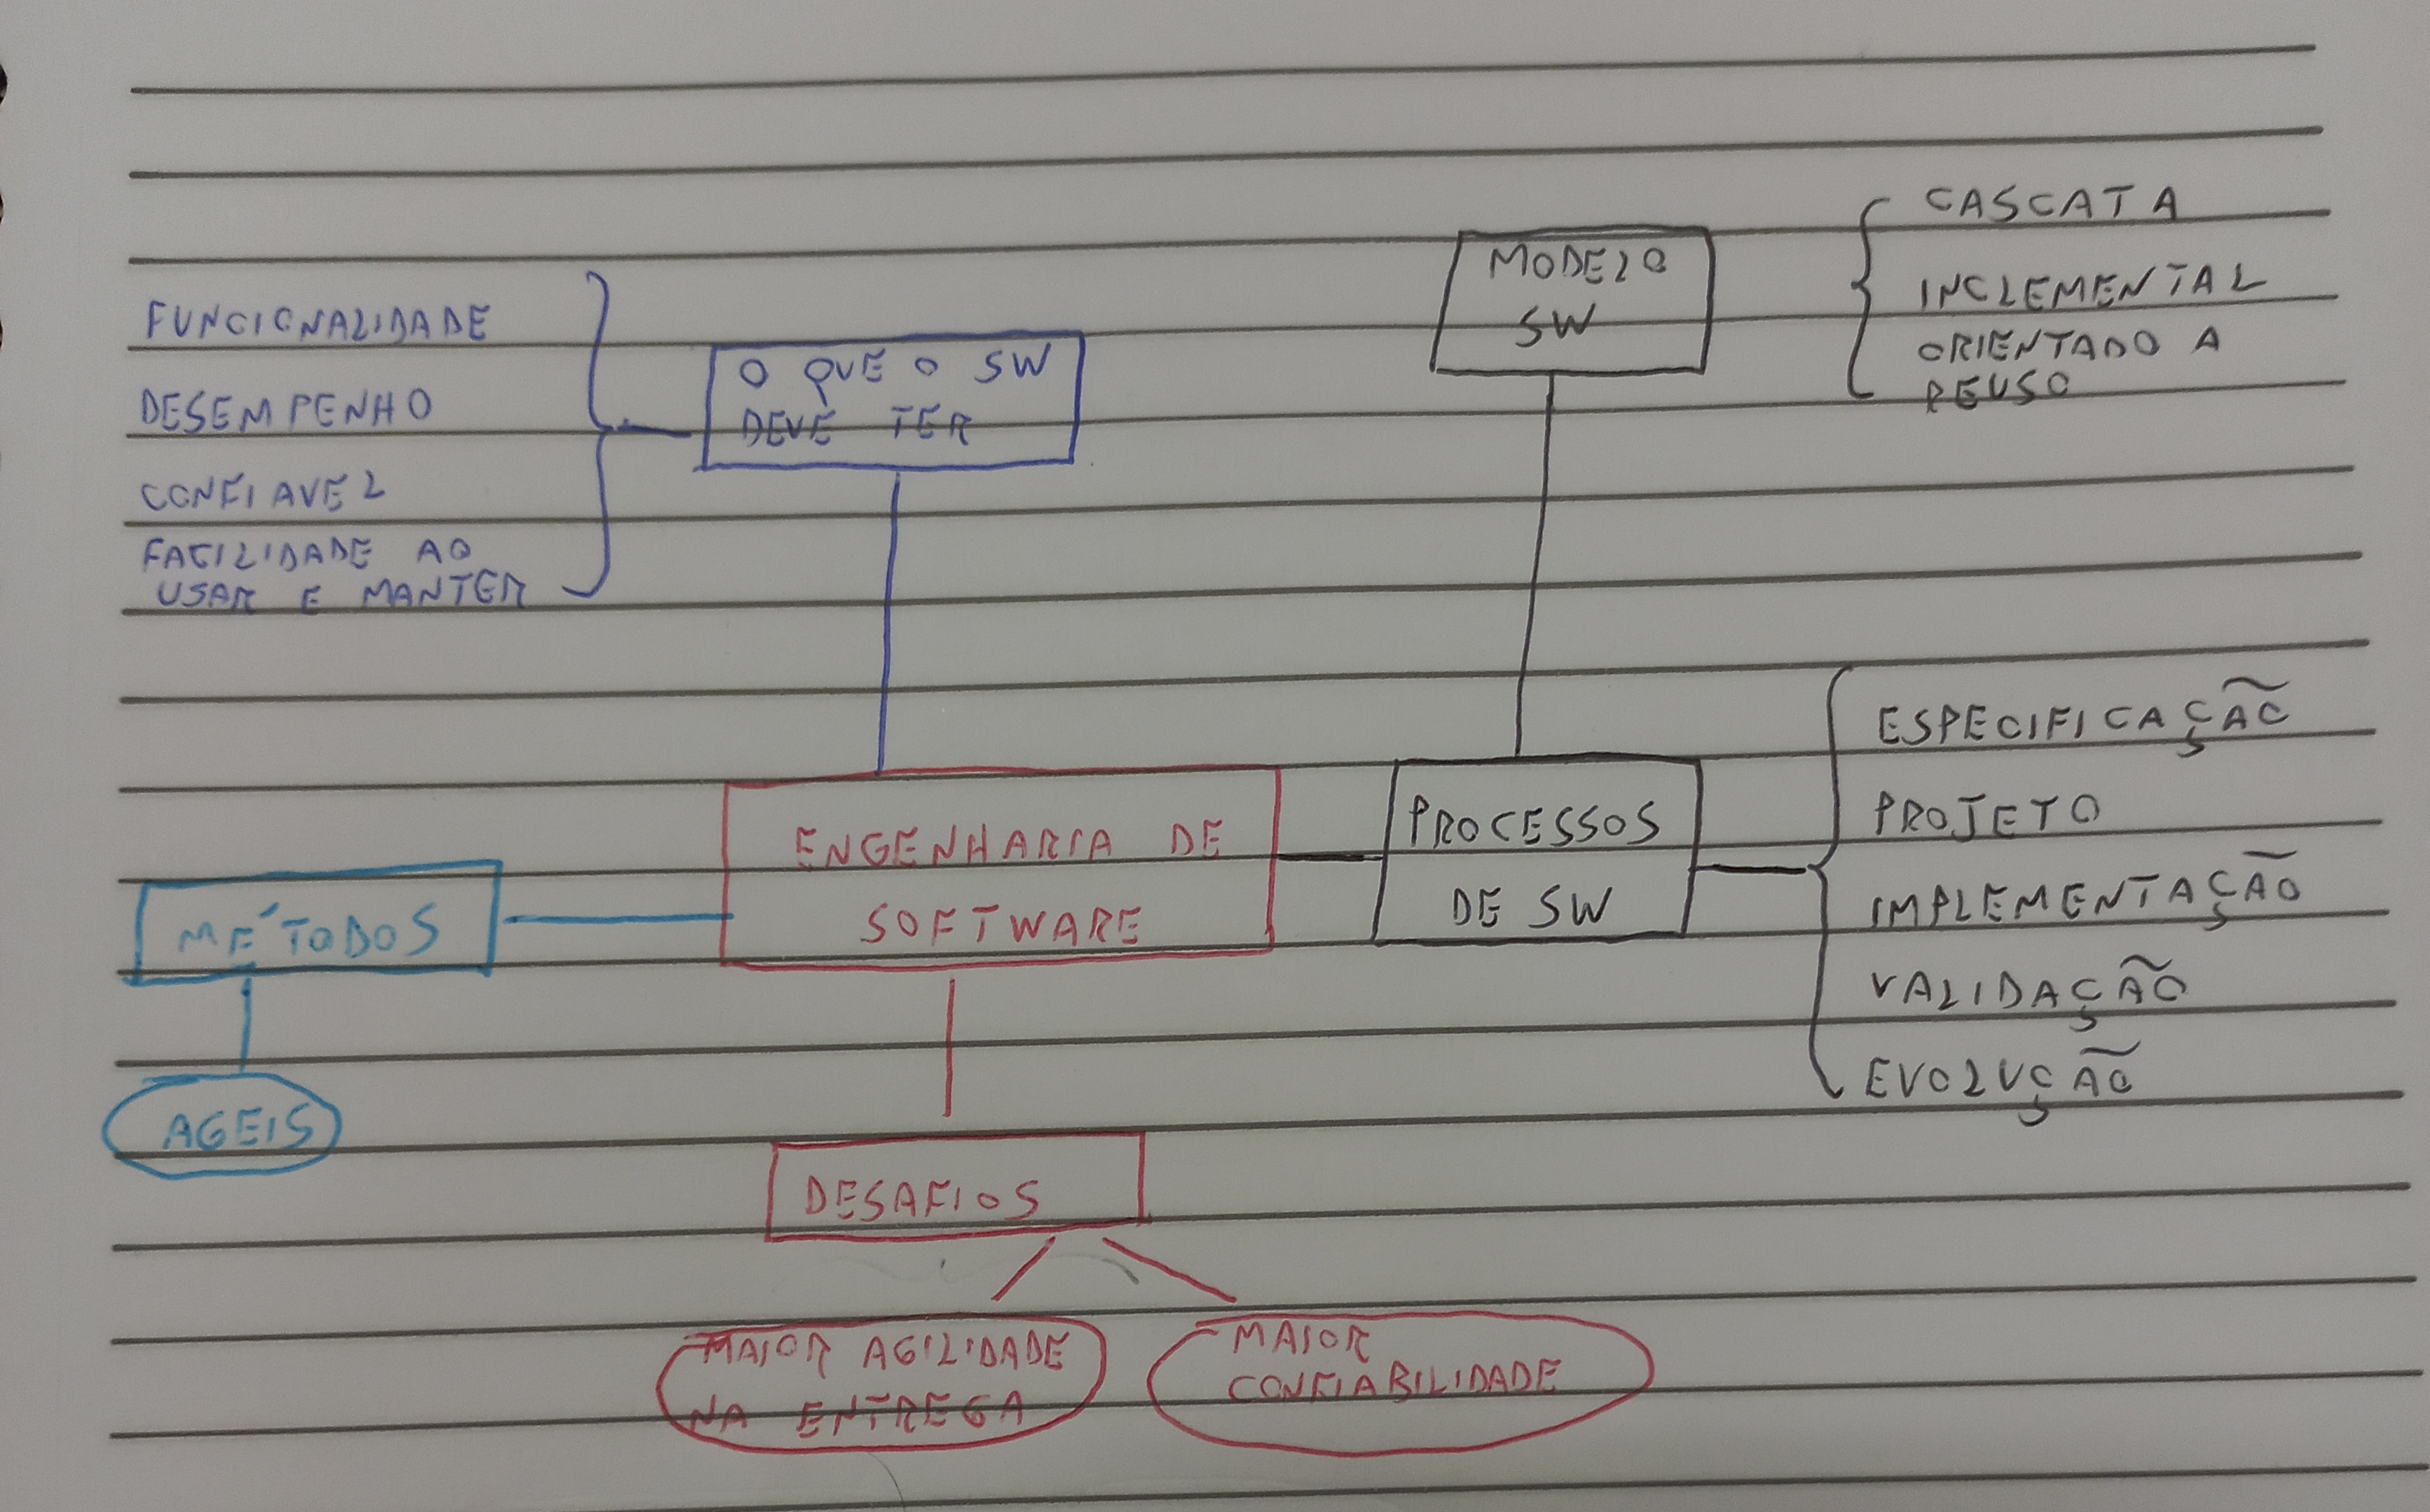 FUNCIONALIDADE
DESEMPENHO
CONFIAVEL
FACILIDADE AO
USAR E MANTER
O QUE O SW
DEVE TER
MODELO
SW
CASCATA
INCLEMENTAL
ORIENTADO A
REUSO
MÉTODOS
AGEIS
ENGENHARIA DE
SOFTWARE
PROCESSOS
DE SW
ESPECIFICAÇÃO
PROJETO
IMPLEMENTAÇÃO
VALIDAÇÃO
EVOLUÇÃO
DESAFIOS
MAIOR AGILIDADE
NA ENTREGA
MAIOR
CONFIABILIDADE